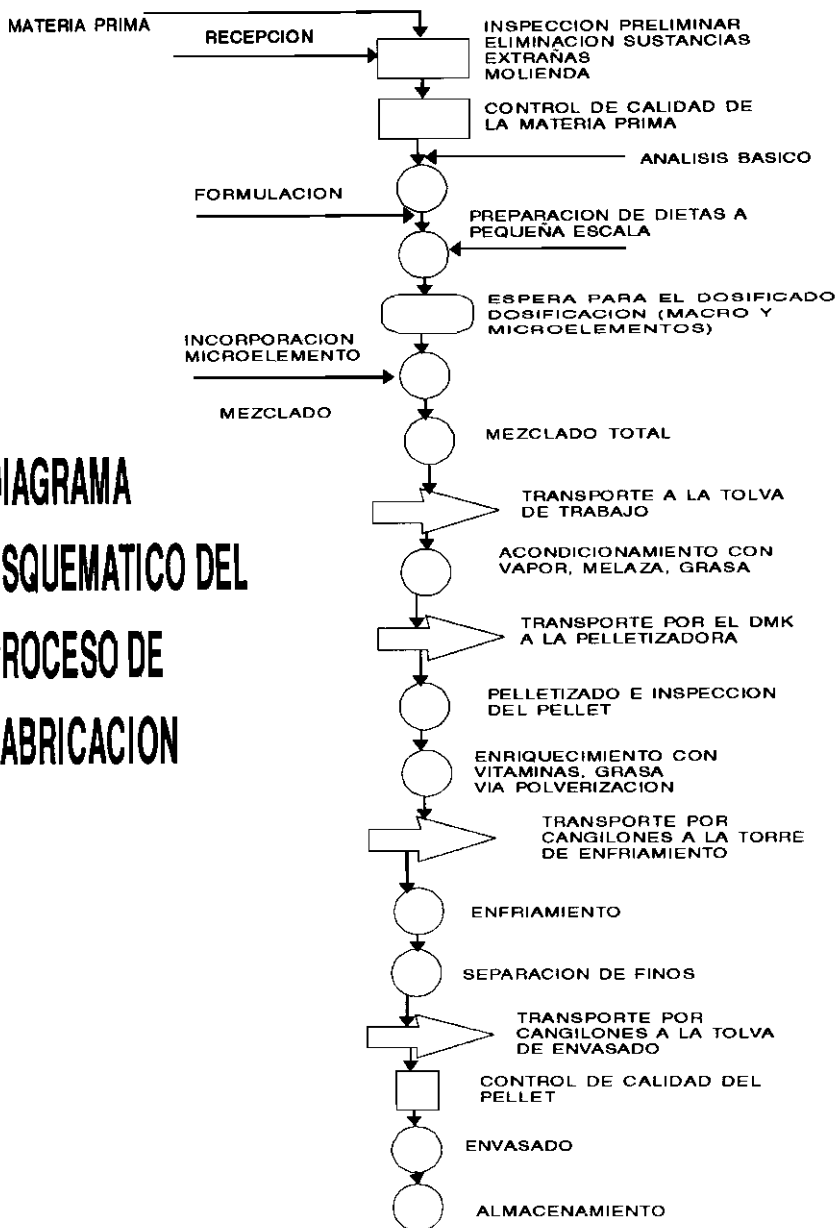 MATERIA PRIMA
RECEPCION
INSPECCION PRELIMINAR
ELIMINACION SUSTANCIAS
EXTRAÑAS
MOLIENDA
CONTROL DE CALIDAD DE
LA MATERIA PRIMA
ANALISIS BASICO
FORMULACION
PREPARACION DE DIETAS A
PEQUEÑA ESCALA
ESPERA PARA EL DOSIFICADO
DOSIFICACION (MACRO Y
MICROELEMENTOS)
INCORPORACION
MICROELEMENTO
MEZCLADO
MEZCLADO TOTAL
IAGRAMA
SQUEMATICO DEL
ROCESO DE
ABRICACION
TRANSPORTE A LA TOLVA
DE TRABAJO
ACONDICIONAMIENTO CON
VAPOR, MELAZA, GRASA
TRANSPORTE POR EL DMK
A LA PELLETIZADORA
PELLETIZADO E INSPECCION
DEL PELLET
ENRIQUECIMIENTO CON
VITAMINAS, GRASA
VIA POLVERIZACION
TRANSPORTE POR
CANGILONES A LA TORRE
DE ENFRIAMIENTO
ENFRIAMIENTO
SEPARACION DE FINOS
TRANSPORTE POR
CANGILONES A LA TOLVA
DE ENVASADO
CONTROL DE CALIDAD DEL
PELLET
ENVASADO
ALMACENAMIENTO